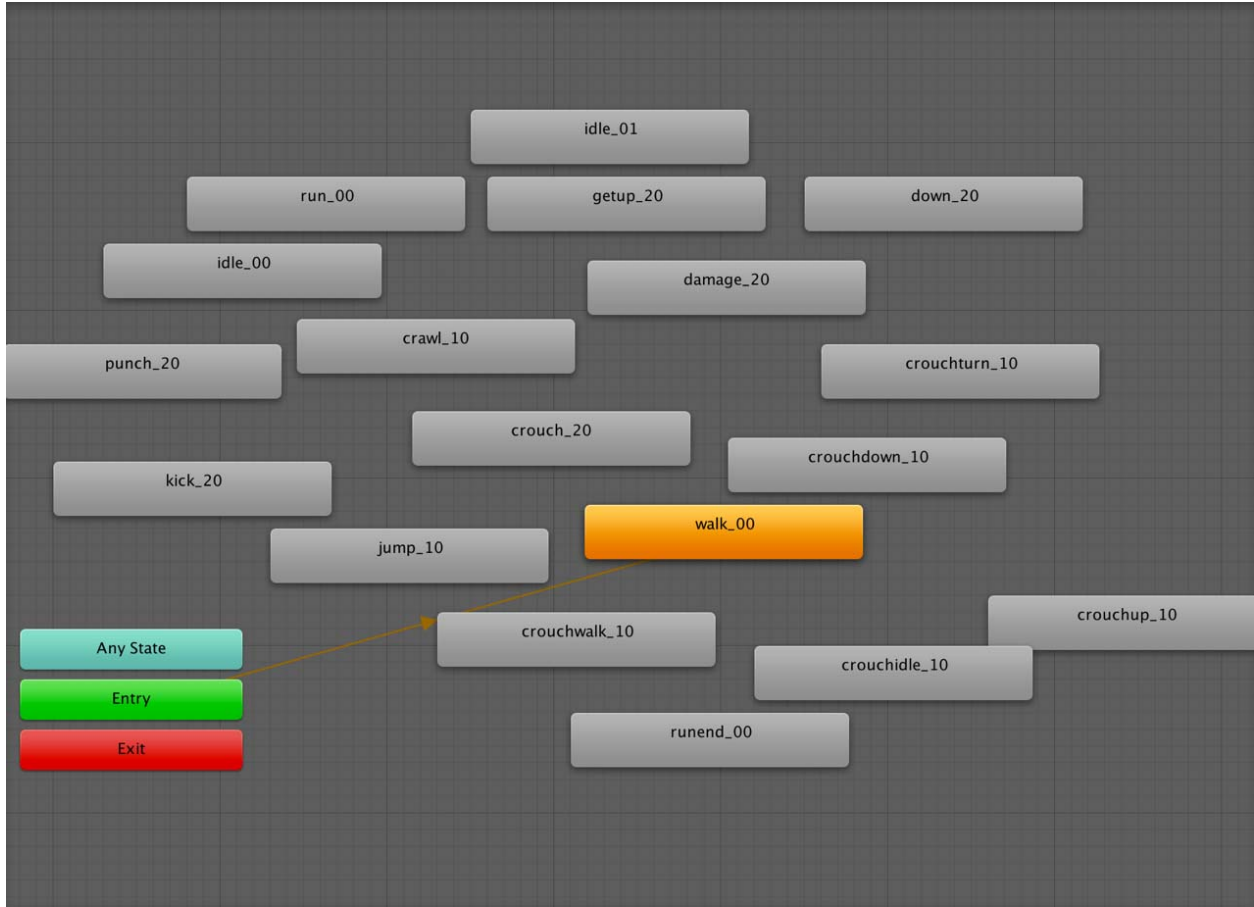 idle_01
run_00
getup_20
down_20
idle_00
damage_20
crawl_10
punch_20
crouchturn_10
crouch_20
crouchdown_10
kick_20
walk_00
jump_10
crouchup_10
crouchwalk_10
Any State
crouchidle_10
Entry
runend_00
Exit